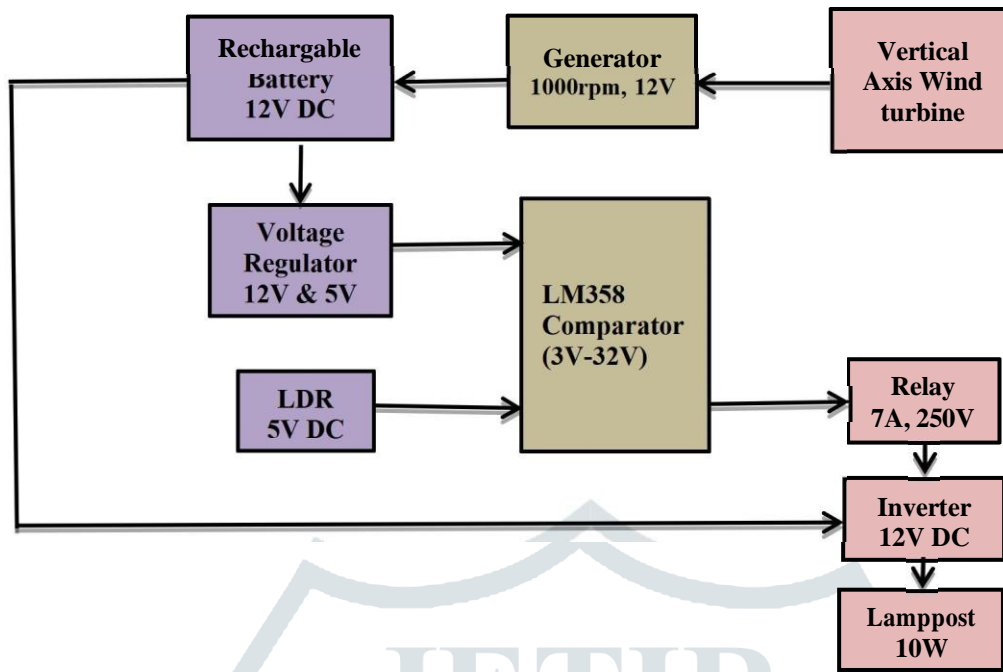 Rechargable
Battery
12V DC
Generator
1000rpm, 12V
Vertical
Axis Wind
turbine
Voltage
Regulator
12V & 5V
LM358
Comparator
(3V-32V)
LDR
5V DC
Relay
7A, 250V
Inverter
12V DC
Lamppost
10W
JETIR